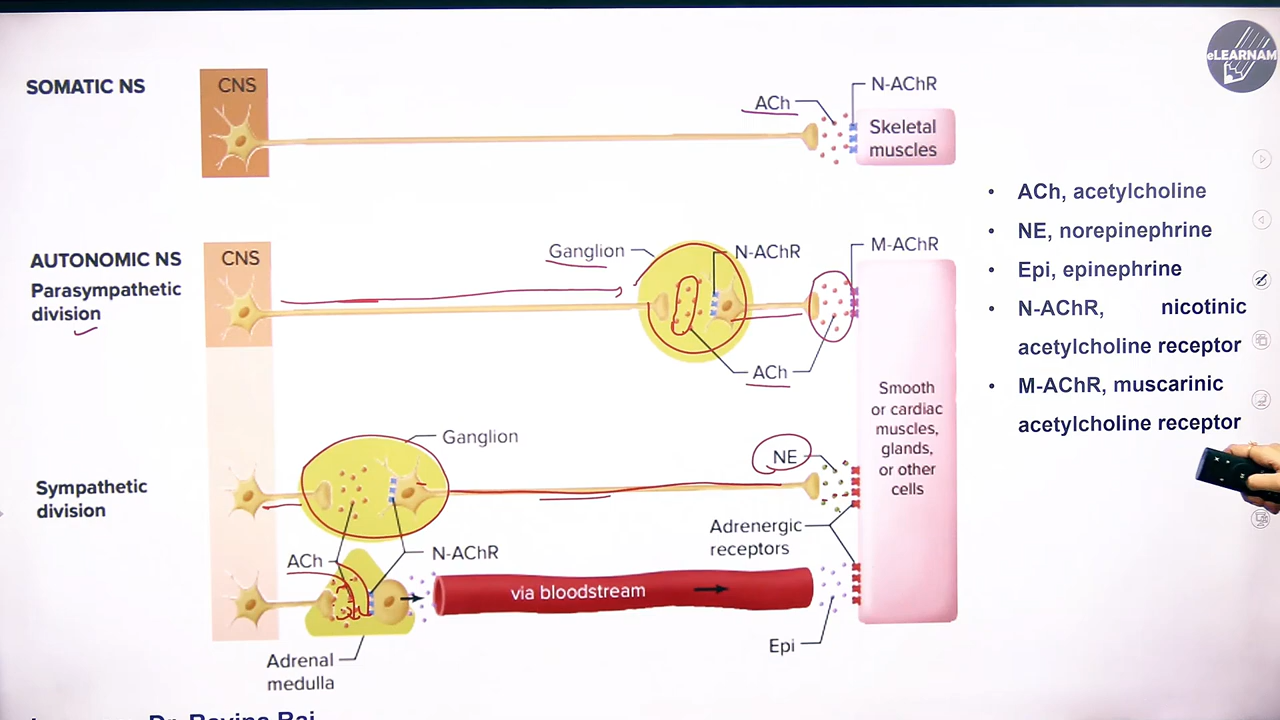 eLEARNAM
SOMATIC NS
CNS
ACh
N-AChR
Skeletal
muscles
AUTONOMIC NS
Parasympathetic
division
CNS
Ganglion
N-AChR
M-AChR
ACh
Smooth
or cardiac
muscles,
glands,
or other
cells
Sympathetic
division
Ganglion
NE
Adrenergic
receptors
ACh
N-AChR
via bloodstream
Epi
Adrenal
medulla
• ACh, acetylcholine
• NE, norepinephrine
• Epi, epinephrine
• N-AChR, nicotinic
acetylcholine receptor
• M-AChR, muscarinic
acetylcholine receptor